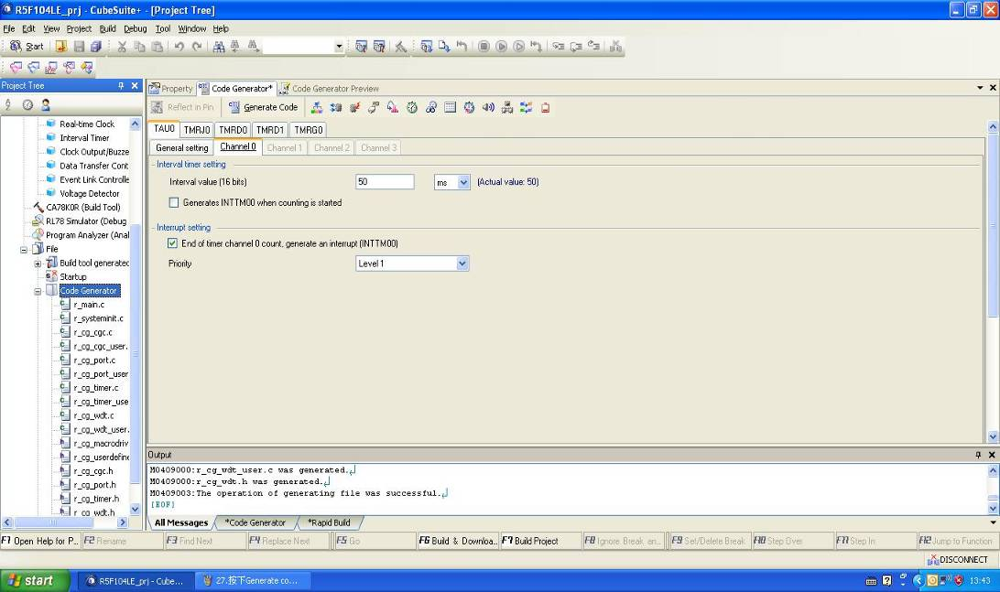 R5F104LE_prj - CubeSuite+ - [Project Tree]
File Edit View Project Build Debug Tool Window Help
Start
Project Tree
Property Code Generator* Code Generator Preview
Reflect in Pin Generate Code
TAU0 TMRJ0 TMRD0 TMRD1 TMRG0
General setting Channel 0 Channel 1 Channel 2 Channel 3
Interval timer setting
Interval value (16 bits) 50 ms (Actual value: 50)
Generates INTTM00 when counting is started
Interrupt setting
End of timer channel 0 count, generate an interrupt (INTTM00)
Priority Level 1
Real-time Clock
Interval Timer
Clock Output/Buzze
Data Transfer Cont
Event Link Controlle
Voltage Detector
CA78K0R (Build Tool)
RL78 Simulator (Debug
Program Analyzer (Anal
File
Build tool generated
Startup
Code Generator
r_main.c
r_systeminit.c
r_cg_cgc.c
r_cg_cgc_user.
r_cg_port.c
r_cg_port_user
r_cg_timer.c
r_cg_timer_use
r_cg_wdt.c
r_cg_wdt_user.
r_cg_macrodriv
r_cg_userdefine
r_cg_cgc.h
r_cg_port.h
r_cg_timer.h
r_cg_wdt.h
Output
M0409000:r_cg_wdt_user.c was generated.
M0409000:r_cg_wdt.h was generated.
M0409003:The operation of generating file was successful.
[EOF]
All Messages *Code Generator *Rapid Build
F1 Open Help for P... F2 Rename F3 Find Next F4 Replace Next F5 Go F6 Build & Downloa... F7 Build Project F8 Ignore Break an... F9 Set/Delete Break F10 Step Over F11 Step In F12 Jump to Function
DISCONNECT
start R5F104LE_prj - Cube... 27.按下Generate co... 13:43